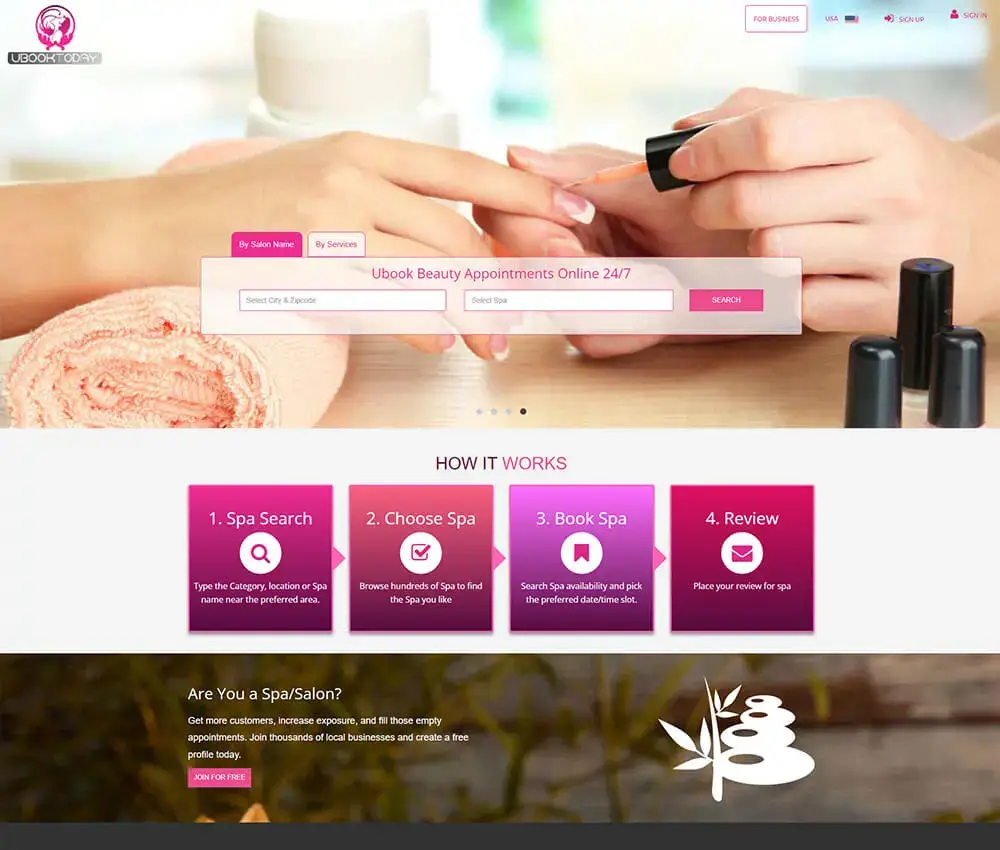 UBOOKTODAY
FOR BUSINESS
USA
SIGN UP
SIGN IN
By Salon Name
By Services
Ubook Beauty Appointments Online 24/7
Select City & Zipcode
Select Spa
SEARCH
HOW IT WORKS
1. Spa Search
Type the Category, location or Spa
name near the preferred area.
2. Choose Spa
Browse hundreds of Spa to find
the Spa you like
3. Book Spa
Search Spa availability and pick
the preferred date/time slot.
4. Review
Place your review for spa
Are You a Spa/Salon?
Get more customers, increase exposure, and fill those empty
appointments. Join thousands of local businesses and create a free
profile today.
JOIN FOR FREE